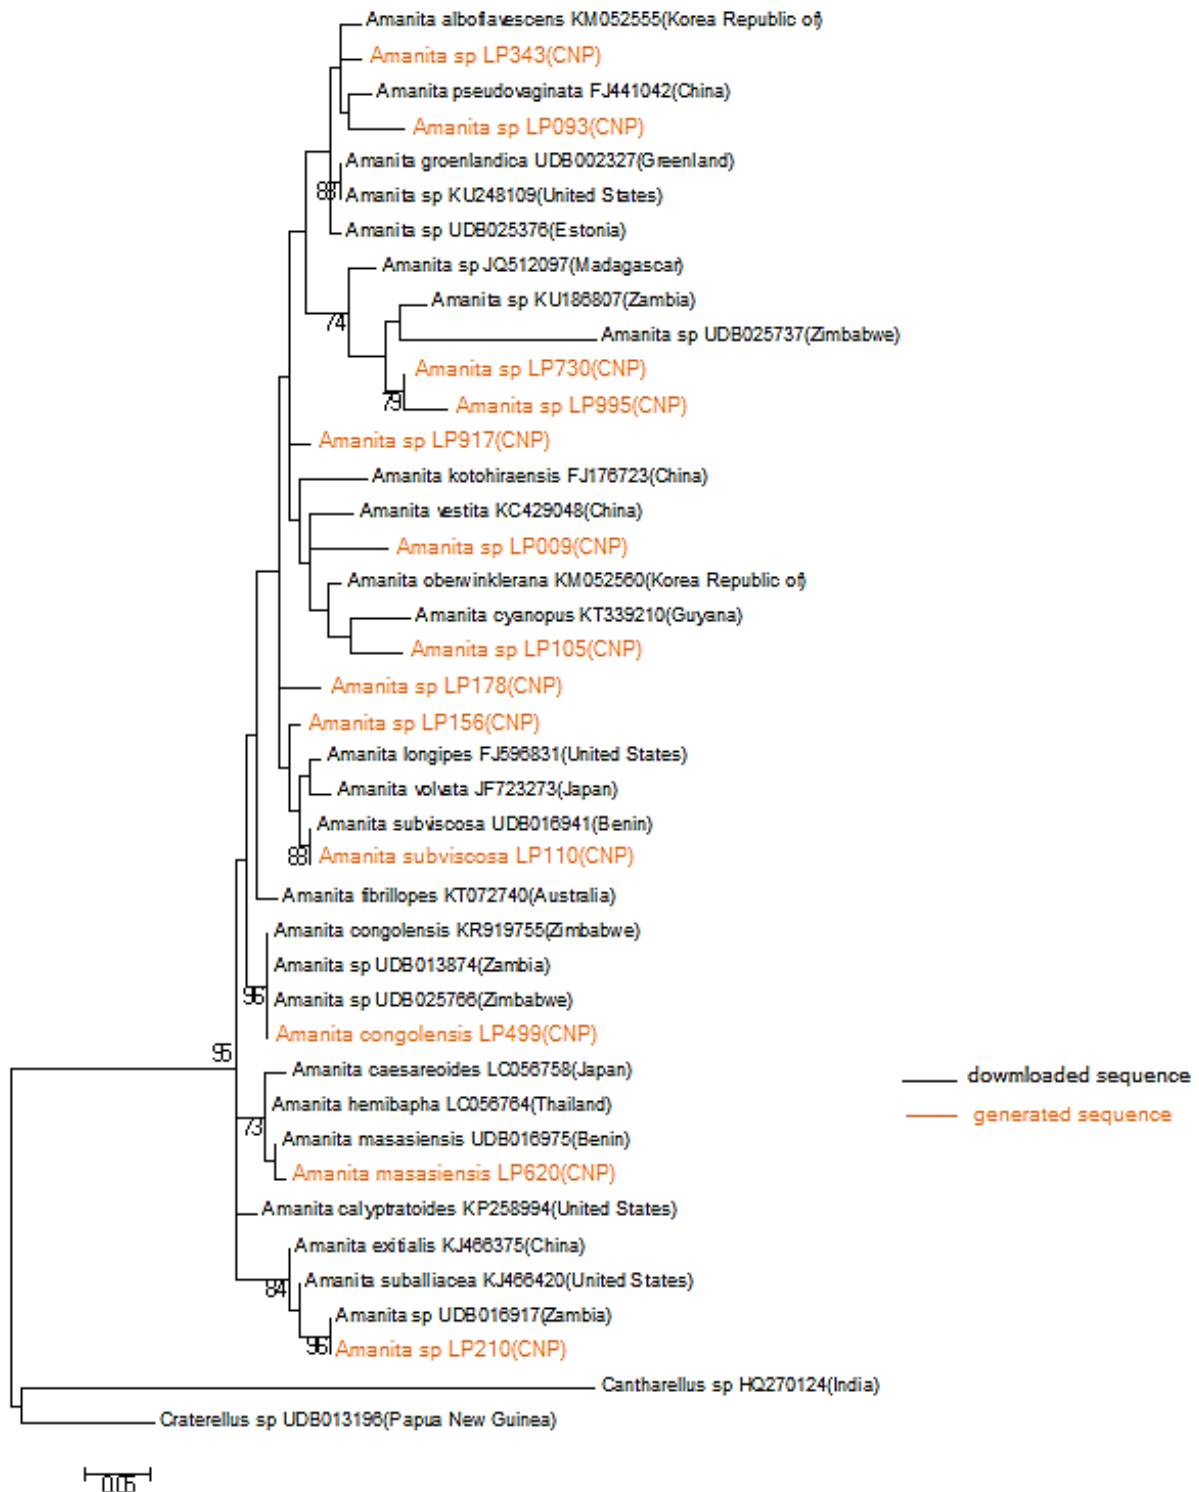 Amanita alboflavescens KM052555(Korea Republic of)
Amanita sp LP343(CNP)
Amanita pseudovaginata FJ441042(China)
Amanita sp LP093(CNP)
Amanita groenlandica UDB002327(Greenland)
88
Amanita sp KU248109(United States)
Amanita sp UDB025376(Estonia)
Amanita sp JQ512097(Madagascar)
Amanita sp KU186807(Zambia)
74
Amanita sp UDB025737(Zimbabwe)
Amanita sp LP730(CNP)
79
Amanita sp LP995(CNP)
Amanita sp LP917(CNP)
Amanita kotohiraensis FJ176723(China)
Amanita vestita KC429048(China)
Amanita sp LP009(CNP)
Amanita oberwinklerana KM052560(Korea Republic of)
Amanita cyanopus KT339210(Guyana)
Amanita sp LP105(CNP)
Amanita sp LP178(CNP)
Amanita sp LP156(CNP)
Amanita longipes FJ596831(United States)
Amanita volvata JF723273(Japan)
Amanita subviscosa UDB016941(Benin)
88
Amanita subviscosa LP110(CNP)
Amanita fibrillopes KT072740(Australia)
Amanita congolensis KR919755(Zimbabwe)
Amanita sp UDB013874(Zambia)
96
Amanita sp UDB025766(Zimbabwe)
Amanita congolensis LP499(CNP)
95
Amanita caesareoides LC056758(Japan)
dowmloaded sequence
Amanita hemibapha LC056764(Thailand)
generated sequence
73
Amanita masasiensis UDB016975(Benin)
Amanita masasiensis LP620(CNP)
Amanita calyptratoides KP258994(United States)
Amanita exitialis KJ466375(China)
84
Amanita suballiacea KJ466420(United States)
Amanita sp UDB016917(Zambia)
96
Amanita sp LP210(CNP)
Cantharellus sp HQ270124(India)
Craterellus sp UDB013196(Papua New Guinea)
0.05